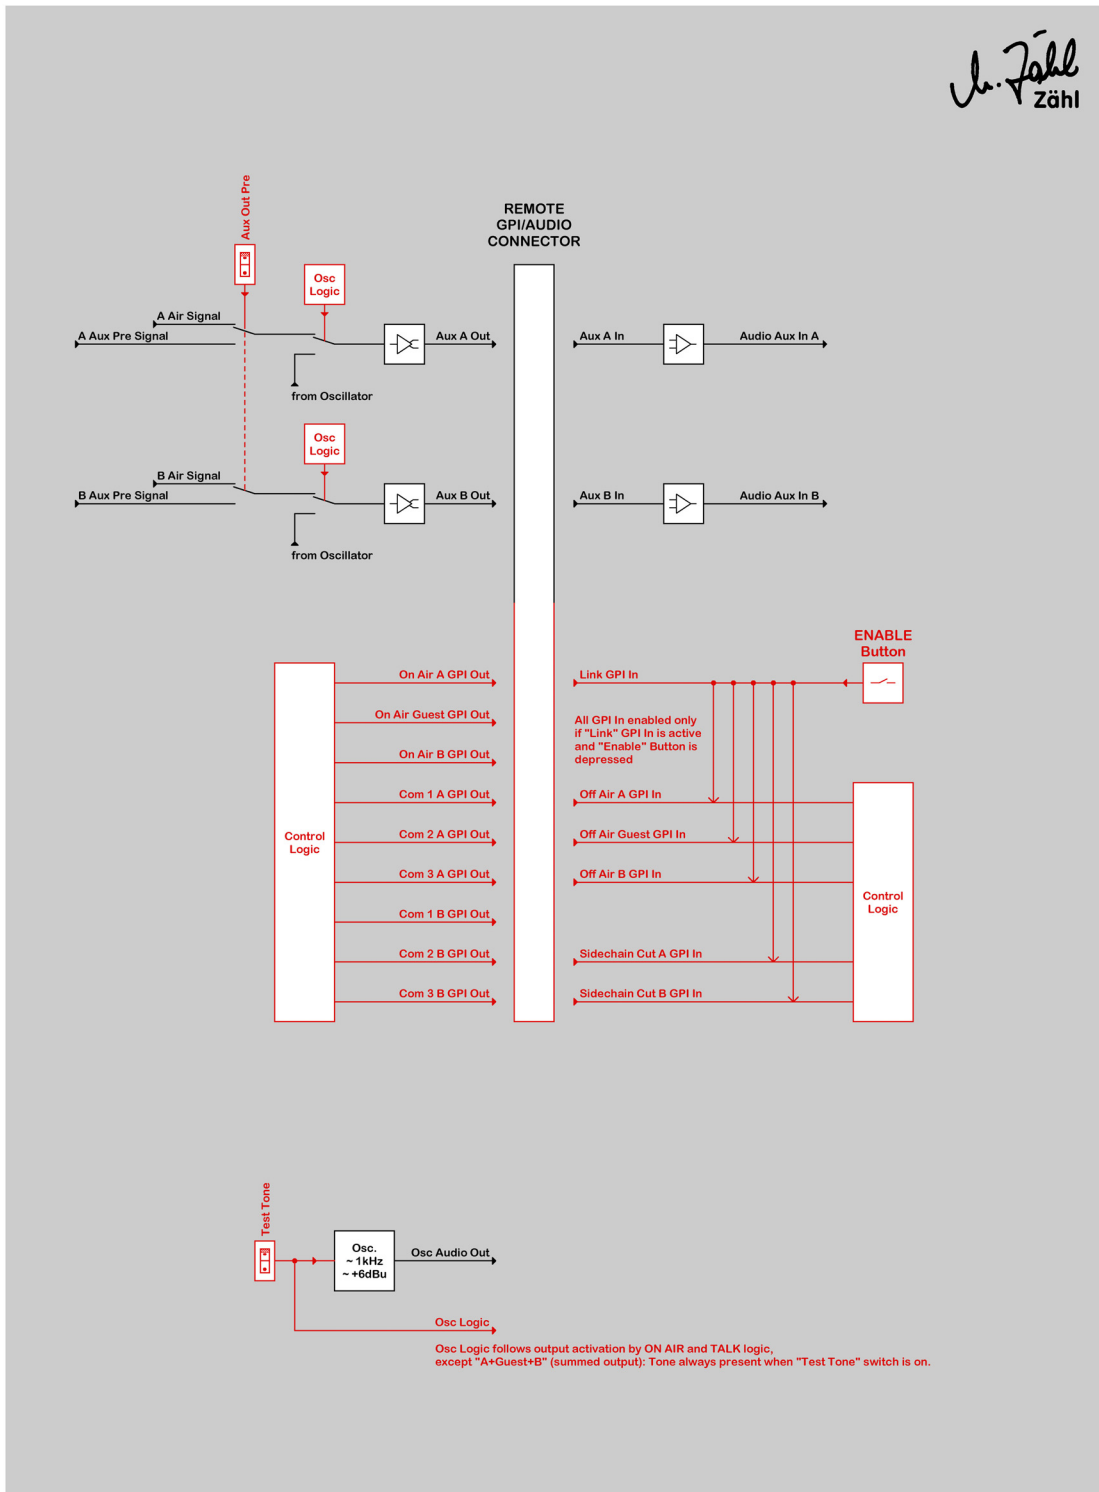 M. Zähl
Zähl
Aux Out Pre
REMOTE
GPI/AUDIO
CONNECTOR
Osc
Logic
A Air Signal
A Aux Pre Signal
Aux A Out
Aux A In
Audio Aux In A
from Oscillator
Osc
Logic
B Air Signal
B Aux Pre Signal
Aux B Out
Aux B In
Audio Aux In B
from Oscillator
ENABLE
Button
On Air A GPI Out
Link GPI In
On Air Guest GPI Out
All GPI In enabled only
if "Link" GPI In is active
and "Enable" Button is
depressed
On Air B GPI Out
Com 1 A GPI Out
Off Air A GPI In
Control
Logic
Com 2 A GPI Out
Off Air Guest GPI In
Com 3 A GPI Out
Off Air B GPI In
Control
Logic
Com 1 B GPI Out
Com 2 B GPI Out
Sidechain Cut A GPI In
Com 3 B GPI Out
Sidechain Cut B GPI In
Test Tone
Osc.
~ 1kHz
~ +6dBu
Osc Audio Out
Osc Logic
Osc Logic follows output activation by ON AIR and TALK logic,
except "A+Guest+B" (summed output): Tone always present when "Test Tone" switch is on.